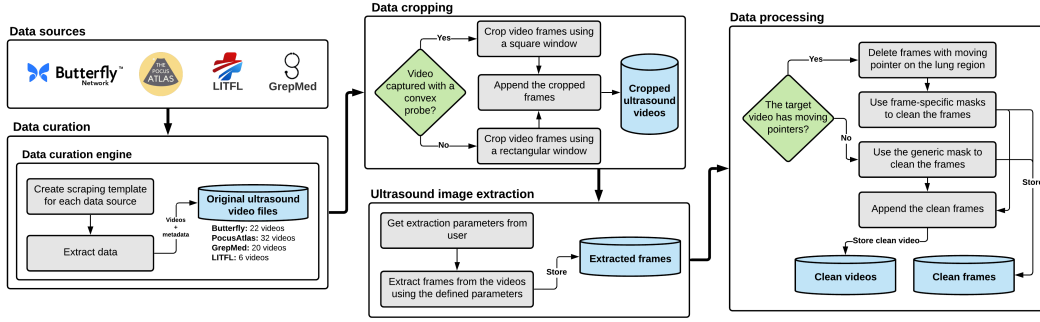 Data sources
Butterfly™
Network
THE
POCUS
ATLAS
LITFL
GrepMed
Data curation
Data curation engine
Create scraping template
for each data source
Extract data
Videos
+
metadata
Original ultrasound
video files
Butterfly: 22 videos
PocusAtlas: 32 videos
GrepMed: 20 videos
LITFL: 6 videos
Data cropping
Video
captured with a
convex
probe?
Yes
No
Crop video frames using
a square window
Append the cropped
frames
Crop video frames using
a rectangular window
Cropped
ultrasound
videos
Ultrasound image extraction
Get extraction parameters from
user
Extract frames from the videos
using the defined parameters
Store
Extracted frames
Data processing
The target
video has moving
pointers?
Yes
No
Delete frames with moving
pointer on the lung region
Use frame-specific masks
to clean the frames
Use the generic mask to
clean the frames
Append the clean frames
Store
Store clean video
Clean videos
Clean frames